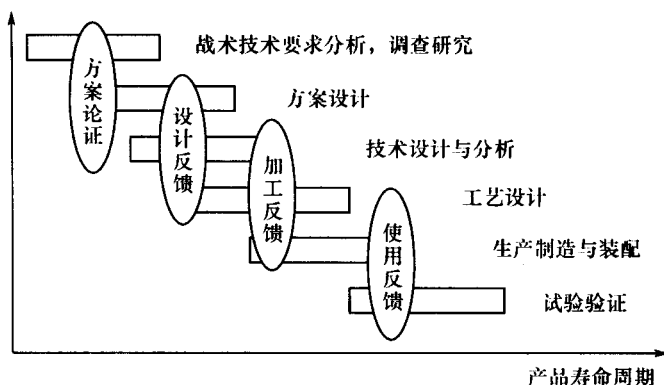 战术技术要求分析，调查研究
方案论证
方案设计
设计反馈
技术设计与分析
加工反馈
工艺设计
使用反馈
生产制造与装配
试验验证
产品寿命周期